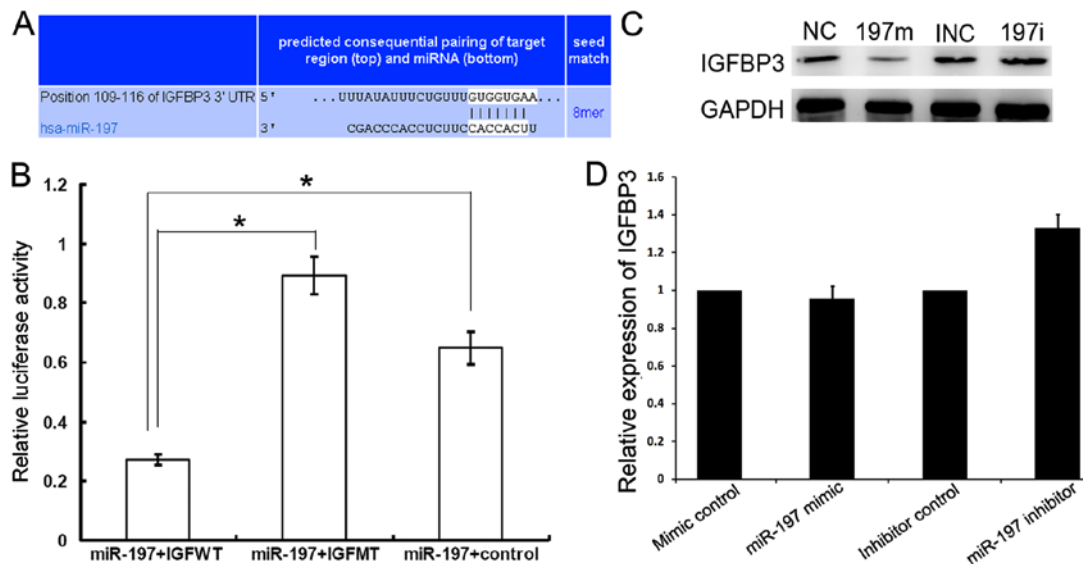 A
predicted consequential pairing of target region (top) and miRNA (bottom)
seed match
Position 109-116 of IGFBP3 3' UTR 5' ...UUUAUAUUUCUGUUUGUGGUGAA...
hsa-miR-197 3' CGACCCACCUCUUCCACCACUU
8mer
C
NC 197m INC 197i
IGFBP3
GAPDH
B
Relative luciferase activity
1.2
1
0.8
0.6
0.4
0.2
0
*
*
miR-197+IGFWT miR-197+IGFMT miR-197+control
D
Relative expression of IGFBP3
1.6
1.4
1.2
1
0.8
0.6
0.4
0.2
0
Mimic control
miR-197 mimic
Inhibitor control
miR-197 inhibitor